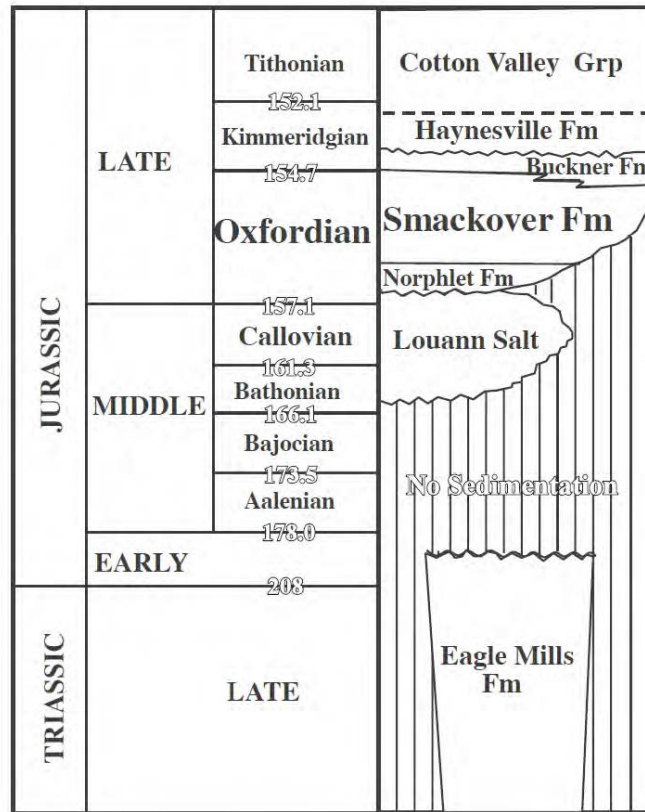 Tithonian
Cotton Valley Grp
152.1
Kimmeridgian
Haynesville Fm
LATE
154.7
Buckner Fm
Oxfordian
Smackover Fm
Norphlet Fm
157.1
JURASSIC
Callovian
Louann Salt
161.3
MIDDLE
Bathonian
166.1
Bajocian
173.5
No Sedimentation
Aalenian
178.0
EARLY
208
TRIASSIC
LATE
Eagle Mills
Fm